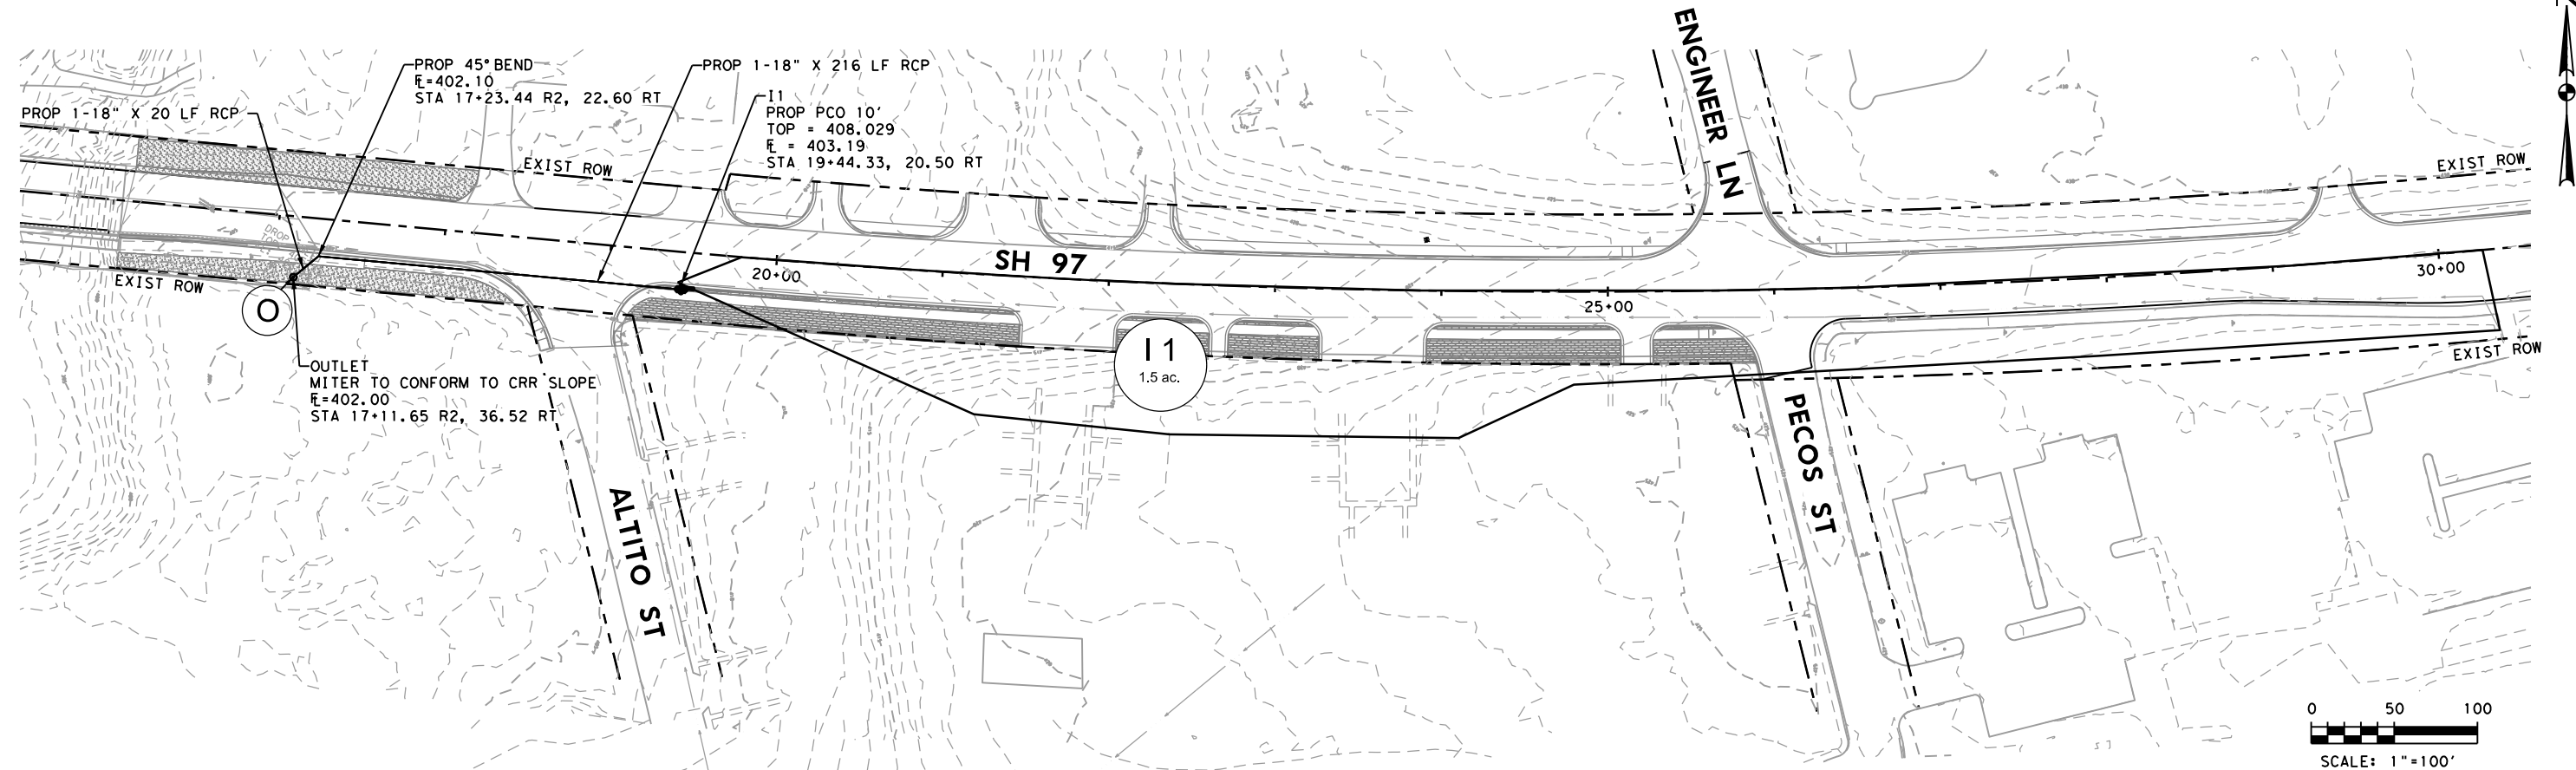 PROP 45° BEND
FL=402.10
STA 17+23.44 R2, 22.60 RT
PROP 1-18" X 216 LF RCP
I1
PROP PCO 10'
TOP = 408.029
FL = 403.19
STA 19+44.33, 20.50 RT
PROP 1-18" X 20 LF RCP
EXIST ROW
ENGINEER LN
EXIST ROW
SH 97
20+00
25+00
30+00
EXIST ROW
EXIST ROW
DROP
O
I 1
1.5 ac.
OUTLET
MITER TO CONFORM TO CRR SLOPE
FL=402.00
STA 17+11.65 R2, 36.52 RT
ALTITO ST
PECOS ST
0 50 100
SCALE: 1"=100'